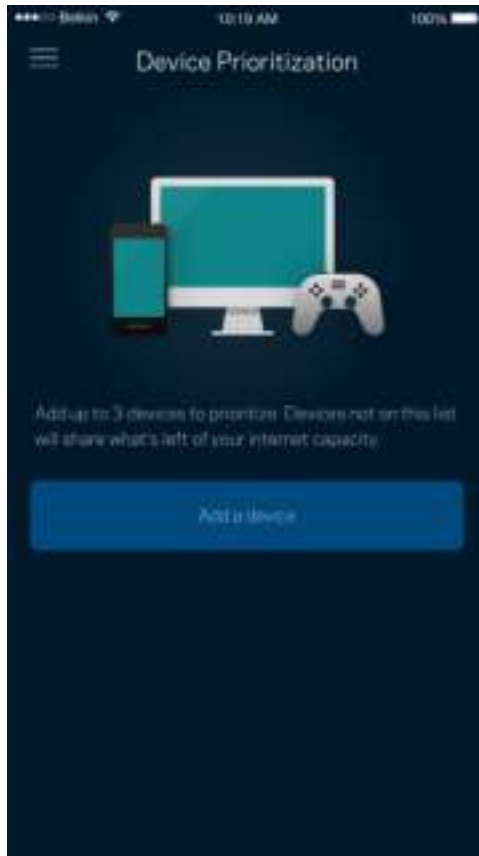 Belkin 10:19 AM 100%
Device Prioritization
Add up to 3 devices to prioritize. Devices not on this list
will share what's left of your internet capacity.
Add a device